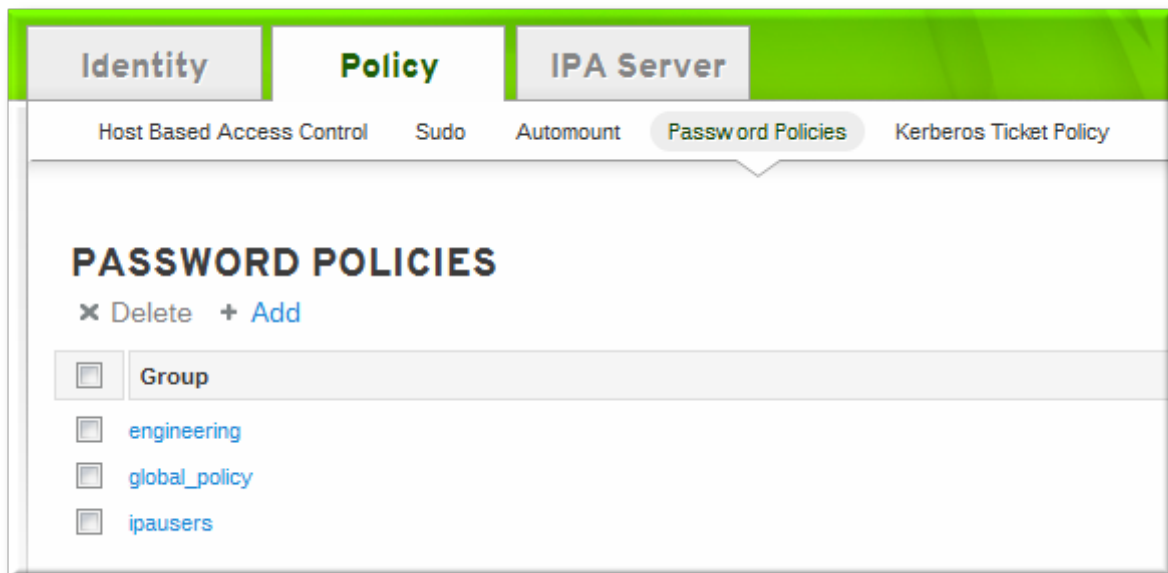 Identity Policy IPA Server
Host Based Access Control Sudo Automount Password Policies Kerberos Ticket Policy
PASSWORD POLICIES
Delete + Add
Group
engineering
global_policy
ipausers